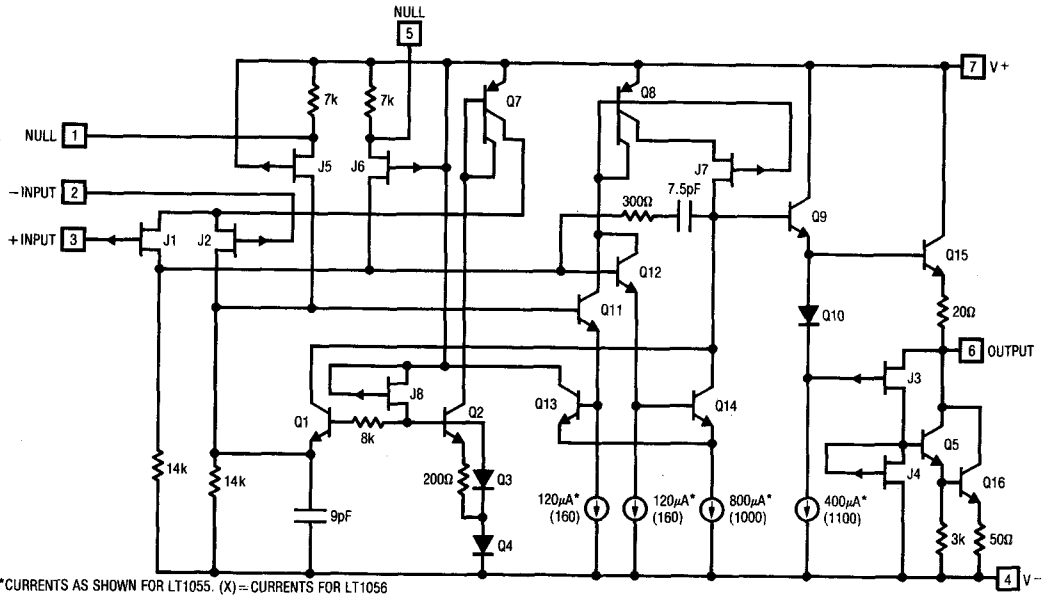 NULL
5
7 V+
7k
7k
Q7
Q8
NULL 1
J5
J6
J7
−INPUT 2
7.5pF
300Ω
Q9
+INPUT 3
J1
J2
Q12
Q15
Q11
Q10
20Ω
6 OUTPUT
J8
J3
Q1
8k
Q2
Q13
Q14
Q5
14k
14k
200Ω
Q3
J4
Q16
9pF
120µA*
(160)
120µA*
(160)
800µA*
(1000)
400µA*
(1100)
Q4
3k
50Ω
4 V−
*CURRENTS AS SHOWN FOR LT1055. (X)=CURRENTS FOR LT1056